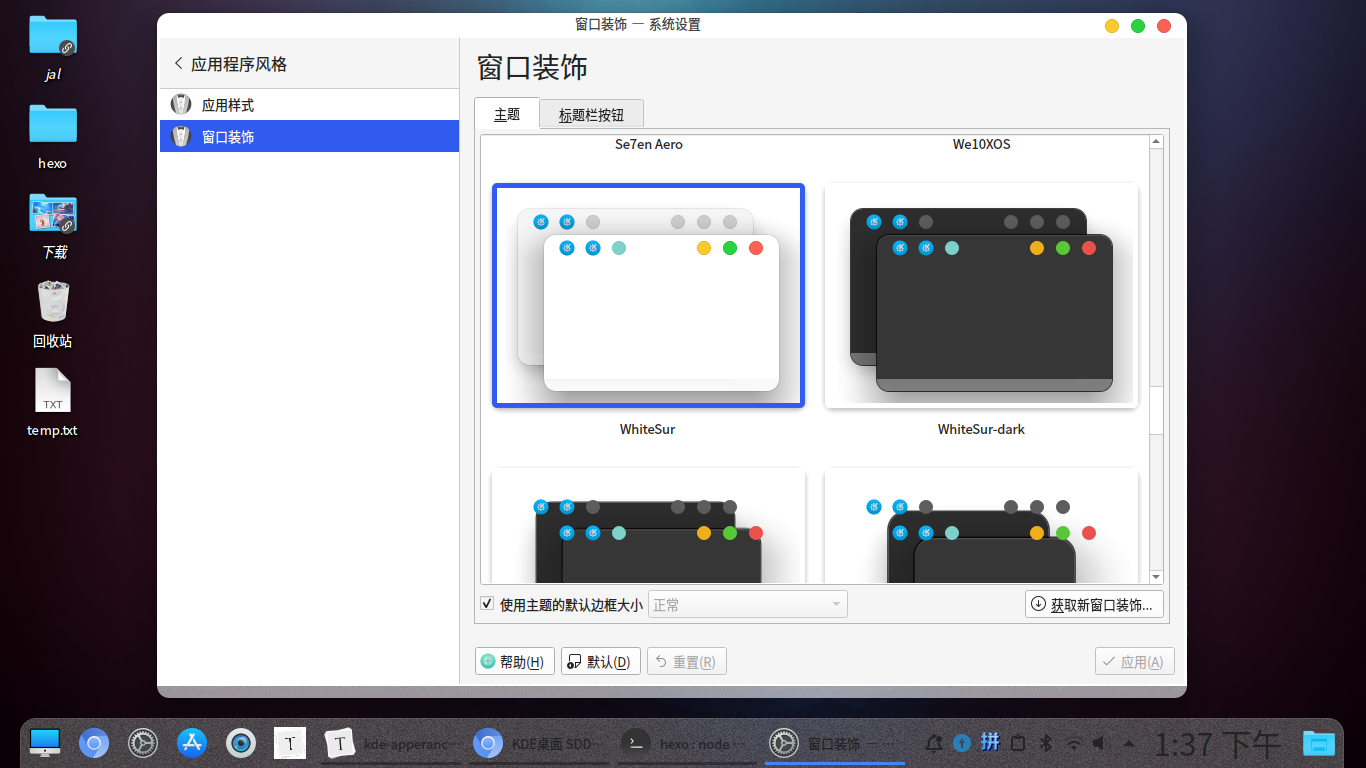 窗口装饰 — 系统设置
jal
hexo
下载
回收站
TXT
temp.txt
应用程序风格
应用样式
窗口装饰
窗口装饰
主题
标题栏按钮
Se7en Aero
We10XOS
WhiteSur
WhiteSur-dark
使用主题的默认边框大小
正常
获取新窗口装饰...
帮助(H)
默认(D)
重置(R)
应用(A)
T
T
kde-apperanc...
KDE桌面 SDD...
hexo : node
窗口装饰 — ...
拼
1:37 下午